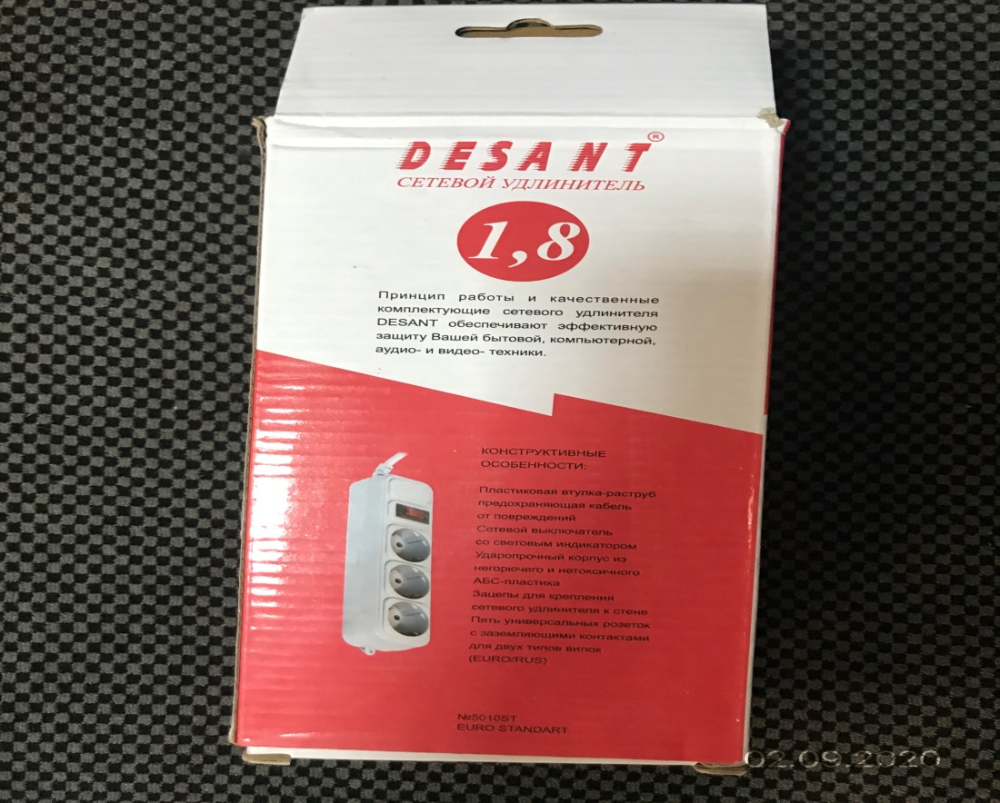 DESANT®
СЕТЕВОЙ УДЛИНИТЕЛЬ
1,8
Принцип работы и качественные
комплектующие сетевого удлинителя
DESANT обеспечивают эффективную
защиту Вашей бытовой, компьютерной,
аудио- и видео- техники.
КОНСТРУКТИВНЫЕ
ОСОБЕННОСТИ:
Пластиковая втулка-раструб
предохраняющая кабель
от повреждений
Сетевой выключатель
со световым индикатором
Ударопрочный корпус из
негорючего и нетоксичного
АБС-пластика
Зацепы для крепления
сетевого удлинителя к стене
Пять универсальных розеток
с заземляющими контактами
для двух типов вилок
(EURO/RUS)
№5010ST
EURO STANDART
02.09.2020